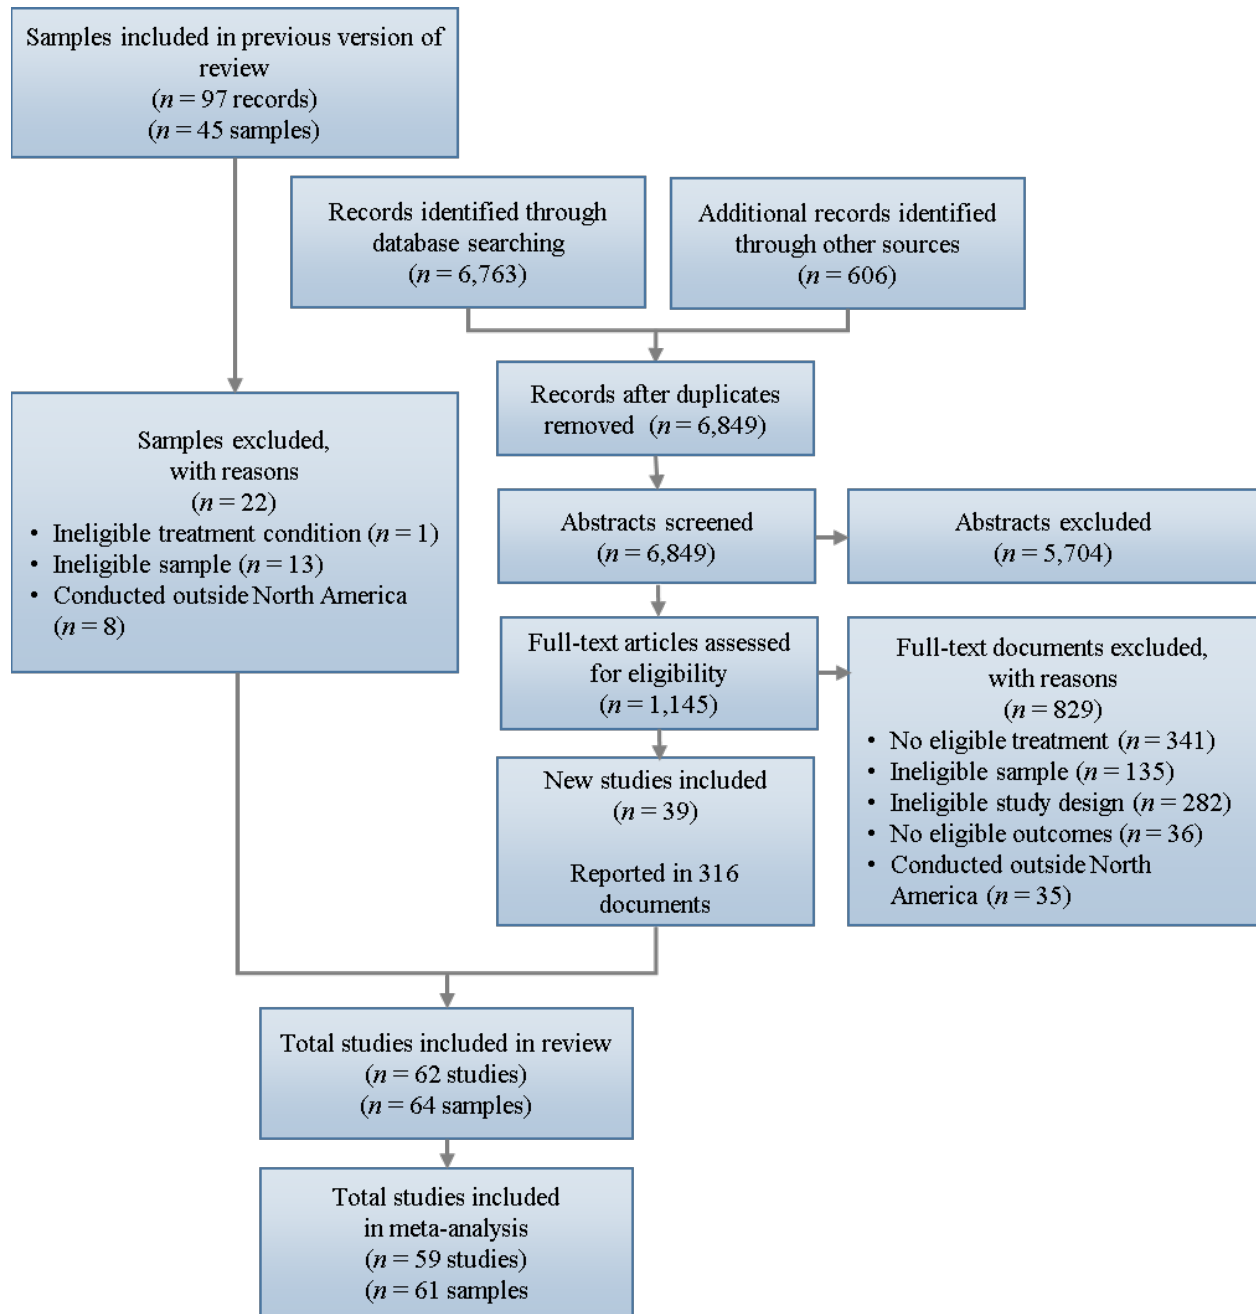 Samples included in previous version of
review
(n = 97 records)
(n = 45 samples)
Records identified through
database searching
(n = 6,763)
Additional records identified
through other sources
(n = 606)
Records after duplicates
removed (n = 6,849)
Samples excluded,
with reasons
(n = 22)
• Ineligible treatment condition (n = 1)
• Ineligible sample (n = 13)
• Conducted outside North America
(n = 8)
Abstracts screened
(n = 6,849)
Abstracts excluded
(n = 5,704)
Full-text articles assessed
for eligibility
(n = 1,145)
Full-text documents excluded,
with reasons
(n = 829)
• No eligible treatment (n = 341)
• Ineligible sample (n = 135)
• Ineligible study design (n = 282)
• No eligible outcomes (n = 36)
• Conducted outside North
America (n = 35)
New studies included
(n = 39)
Reported in 316
documents
Total studies included in review
(n = 62 studies)
(n = 64 samples)
Total studies included
in meta-analysis
(n = 59 studies)
(n = 61 samples